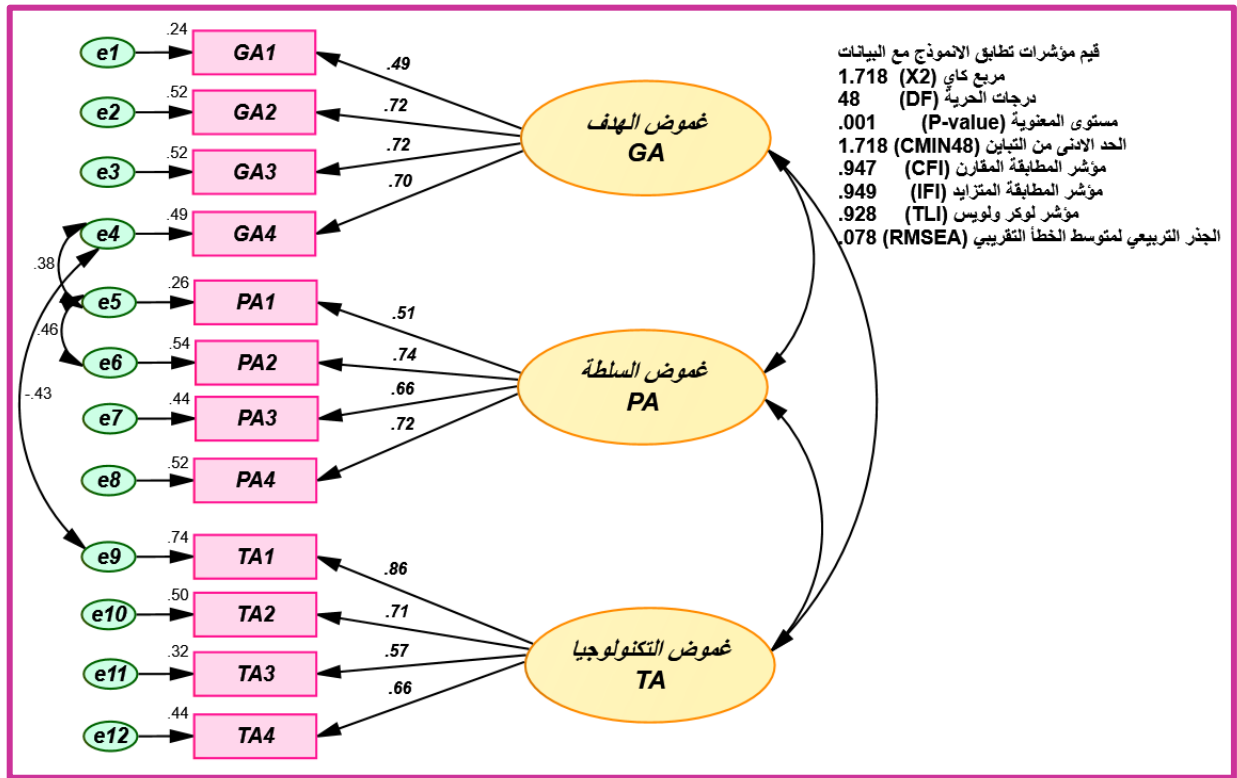 قيم مؤشرات تطابق الانموذج مع البيانات
مربع كاي (X2) 1.718
درجات الحرية (DF) 48
مستوى المعنوية (P-value) .001
الحد الادنى من التباين (CMIN48) 1.718
مؤشر المطابقة المقارن (CFI) .947
مؤشر المطابقة المتزايد (IFI) .949
مؤشر لوكر ولويس (TLI) .928
الجذر التربيعي لمتوسط الخطأ التقريبي (RMSEA) .078
e1 .24 GA1 .49
e2 .52 GA2 .72
e3 .52 GA3 .72
e4 .49 GA4 .70
غموض الهدف
GA
.38
e5 .26 PA1 .51
.46
e6 .54 PA2 .74
-.43
e7 .44 PA3 .66
e8 .52 PA4 .72
غموض السلطة
PA
e9 .74 TA1 .86
e10 .50 TA2 .71
e11 .32 TA3 .57
e12 .44 TA4 .66
غموض التكنولوجيا
TA